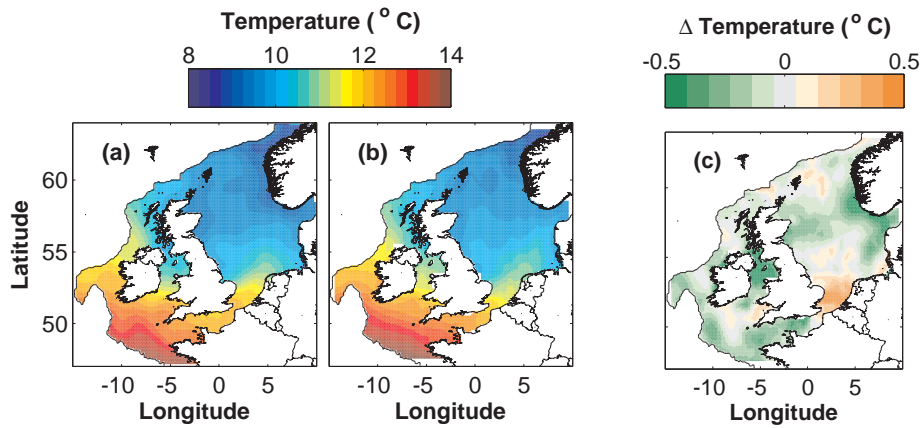 Temperature ( ° C)
8 10 12 14
Δ Temperature ( ° C)
-0.5 0 0.5
(a) (b) (c)
60
55
50
Latitude
-10 -5 0 5 -10 -5 0 5 -10 -5 0 5
Longitude Longitude Longitude